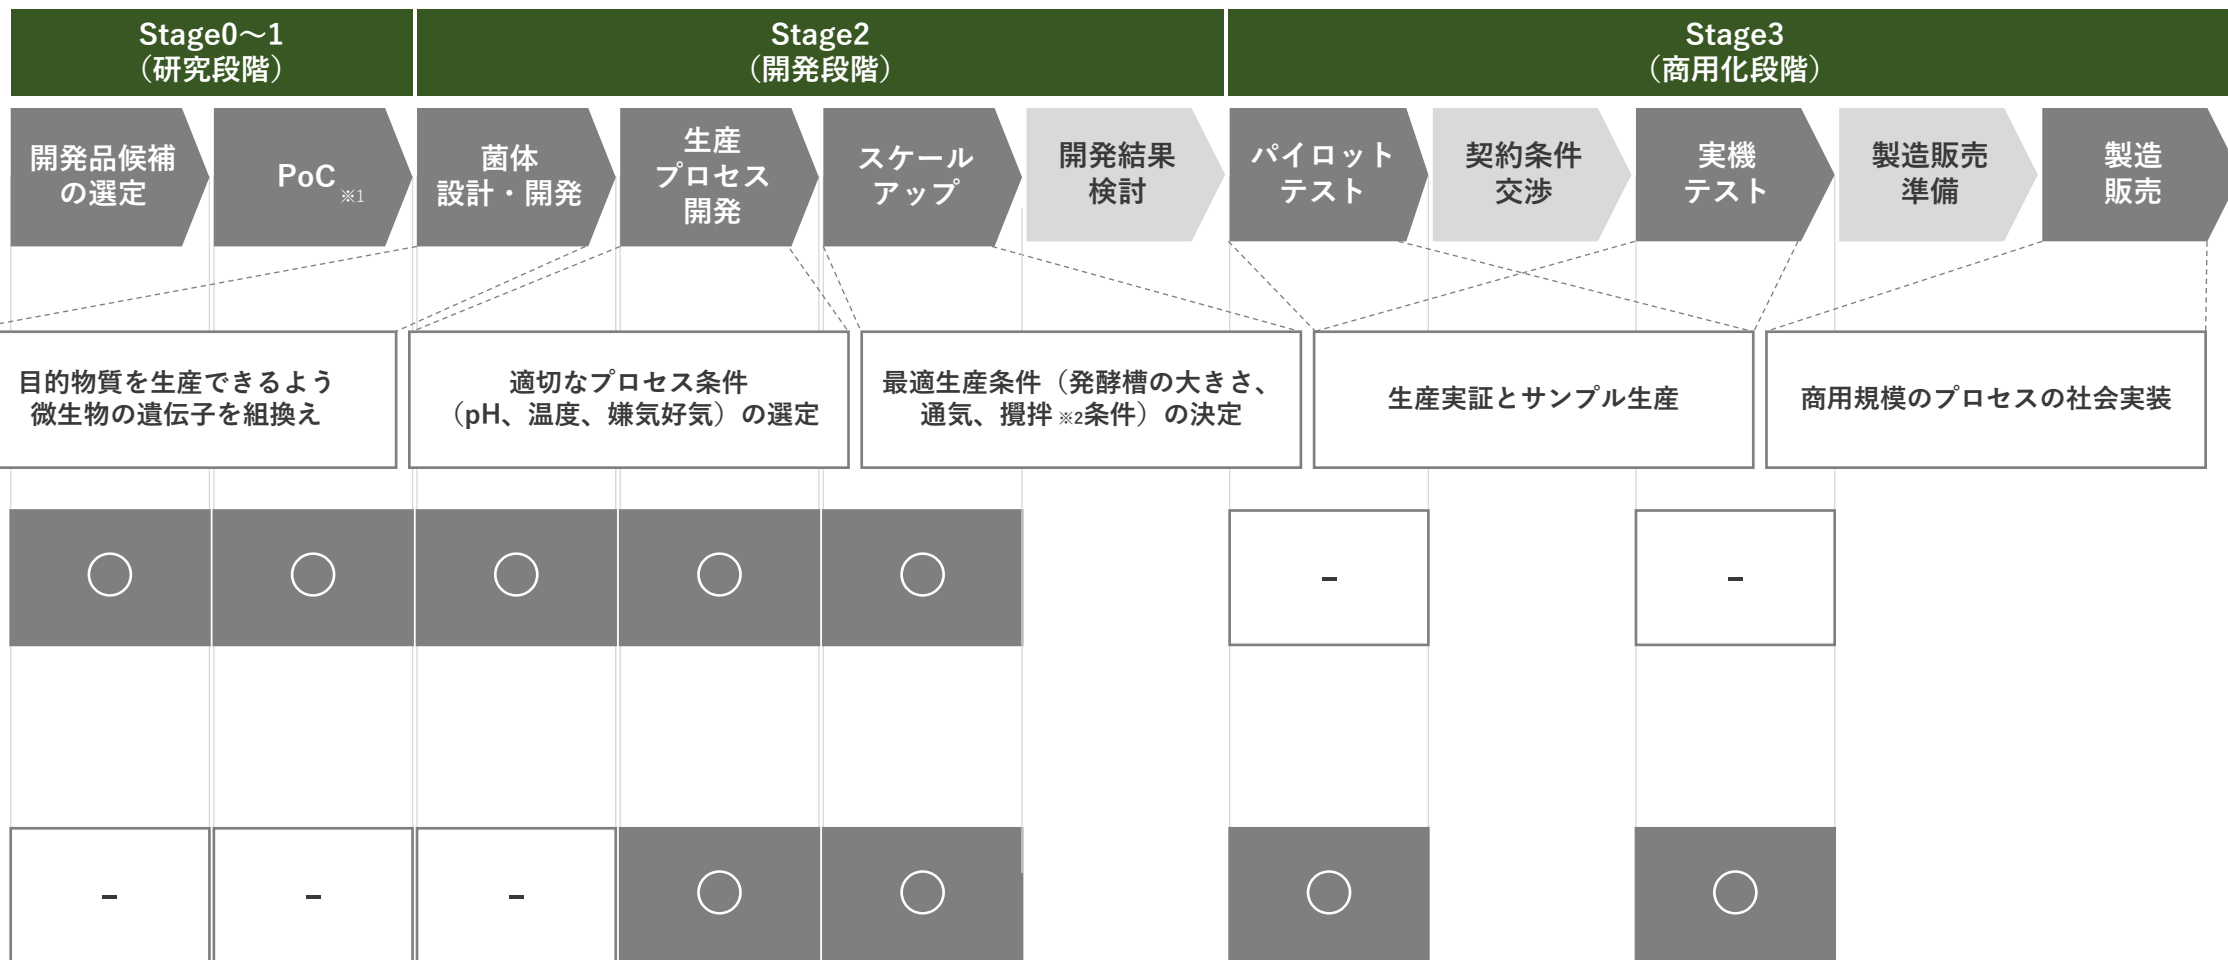 Stage0～1
（研究段階）
Stage2
（開発段階）
Stage3
（商用化段階）
開発品候補
の選定
PoC ※1
菌体
設計・開発
生産
プロセス
開発
スケール
アップ
開発結果
検討
パイロット
テスト
契約条件
交渉
実機
テスト
製造販売
準備
製造
販売
目的物質を生産できるよう
微生物の遺伝子を組換え
適切なプロセス条件
（pH、温度、嫌気好気）の選定
最適生産条件（発酵槽の大きさ、
通気、攪拌 ※2条件）の決定
生産実証とサンプル生産
商用規模のプロセスの社会実装
○ ○ ○ ○ ○ - -
- - - ○ ○ ○ ○